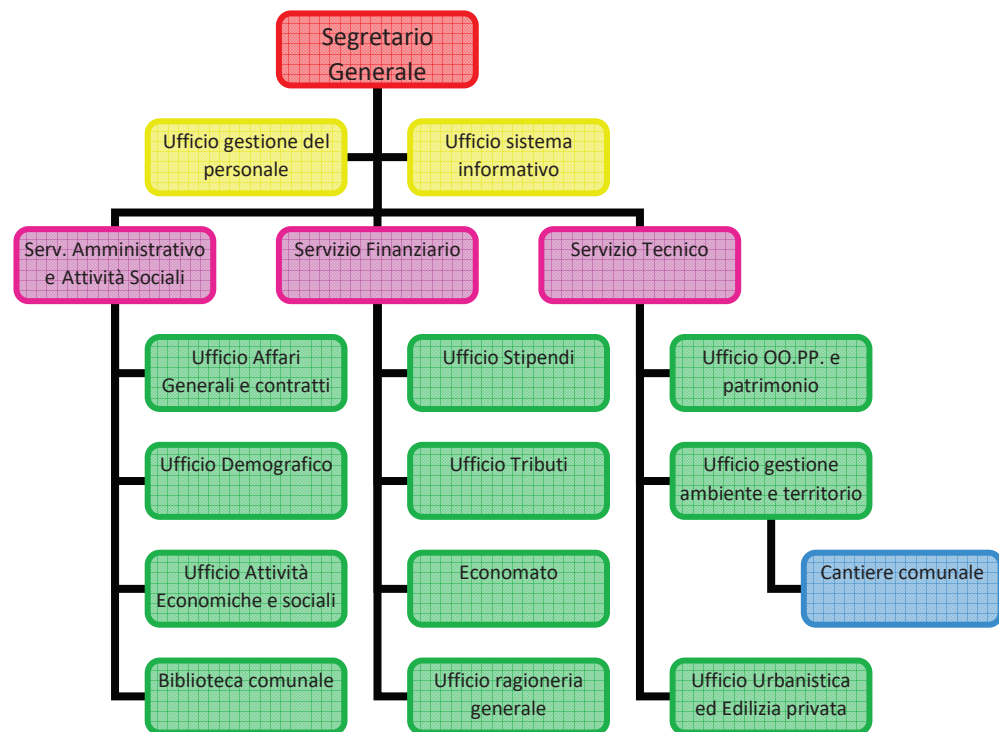 Segretario
Generale
Ufficio gestione del
personale
Ufficio sistema
informativo
Serv. Amministrativo
e Attività Sociali
Servizio Finanziario
Servizio Tecnico
Ufficio Affari
Generali e contratti
Ufficio Stipendi
Ufficio OO.PP. e
patrimonio
Ufficio Demografico
Ufficio Tributi
Ufficio gestione
ambiente e territorio
Ufficio Attività
Economiche e sociali
Economato
Cantiere comunale
Biblioteca comunale
Ufficio ragioneria
generale
Ufficio Urbanistica
ed Edilizia privata